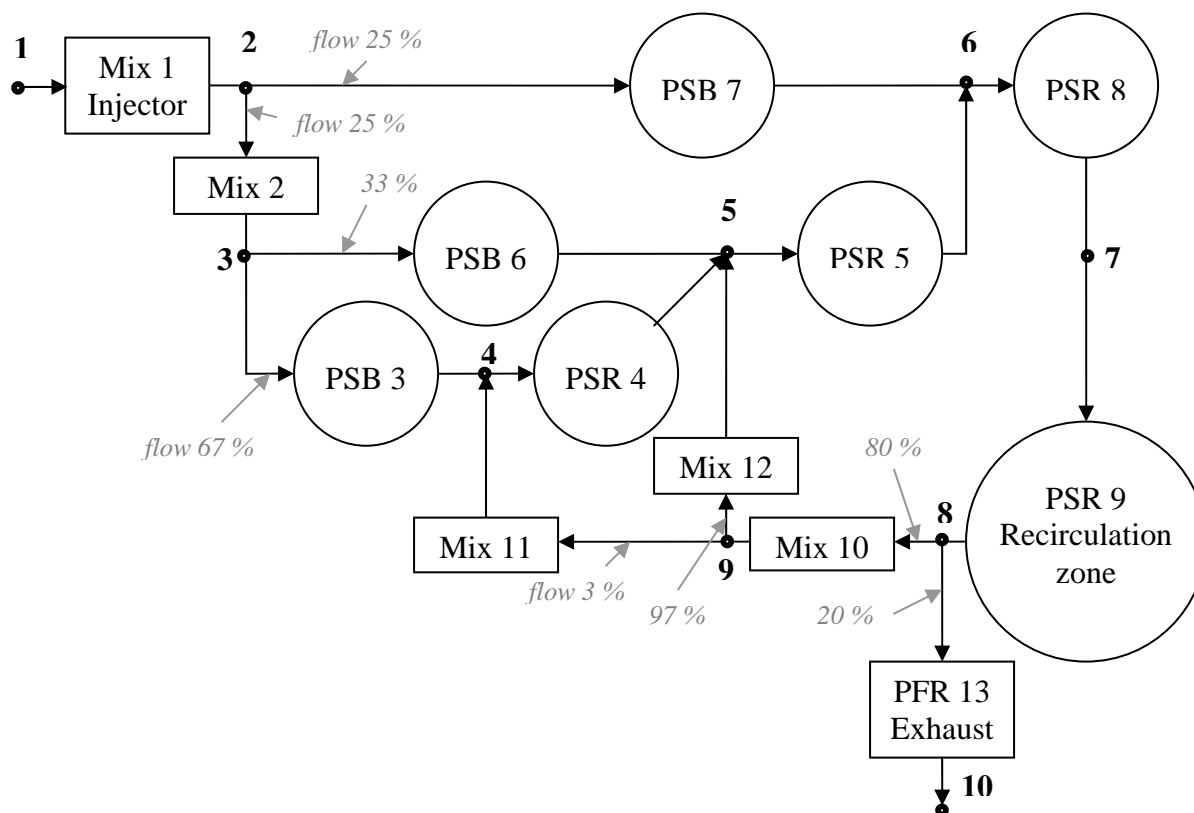 1
2
flow 25 %
6
Mix 1
Injector
PSB 7
PSR 8
flow 25 %
Mix 2
33 %
5
3
PSB 6
PSR 5
7
PSB 3
4
PSR 4
flow 67 %
Mix 12
80 %
PSR 9
Recirculation
zone
8
Mix 11
9
Mix 10
flow 3 %
97 %
20 %
PFR 13
Exhaust
10